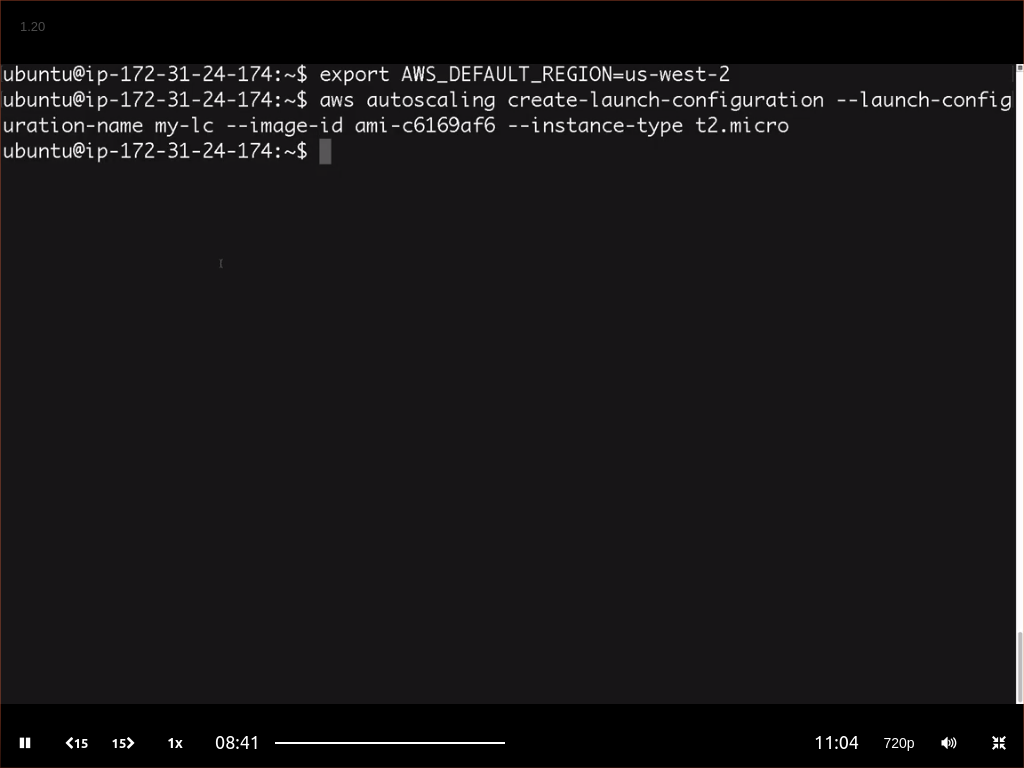 1.20
ubuntu@ip-172-31-24-174:~$ export AWS_DEFAULT_REGION=us-west-2
ubuntu@ip-172-31-24-174:~$ aws autoscaling create-launch-configuration --launch-config
uration-name my-lc --image-id ami-c6169af6 --instance-type t2.micro
ubuntu@ip-172-31-24-174:~$
15 15 1x 08:41 11:04 720p